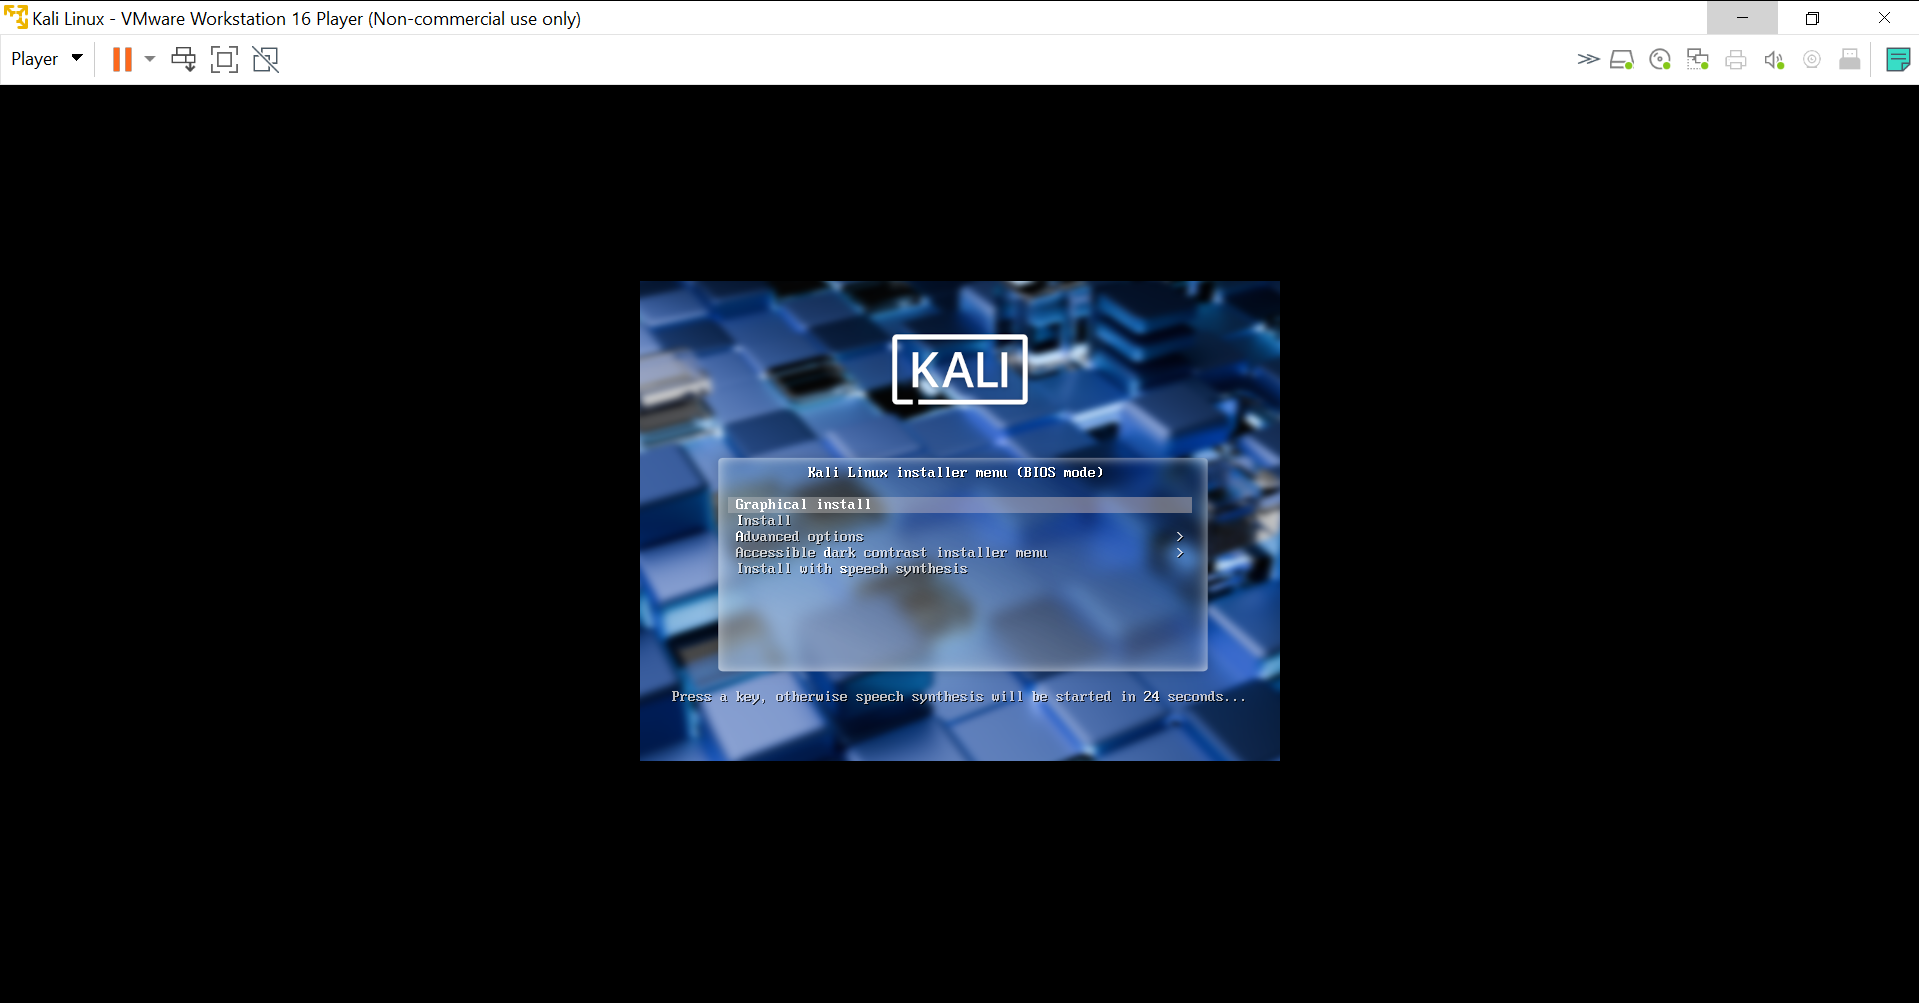 Kali Linux - VMware Workstation 16 Player (Non-commercial use only)
Player
KALI
Kali Linux installer menu (BIOS mode)
Graphical install
Install
Advanced options >
Accessible dark contrast installer menu >
Install with speech synthesis
Press a key, otherwise speech synthesis will be started in 24 seconds...